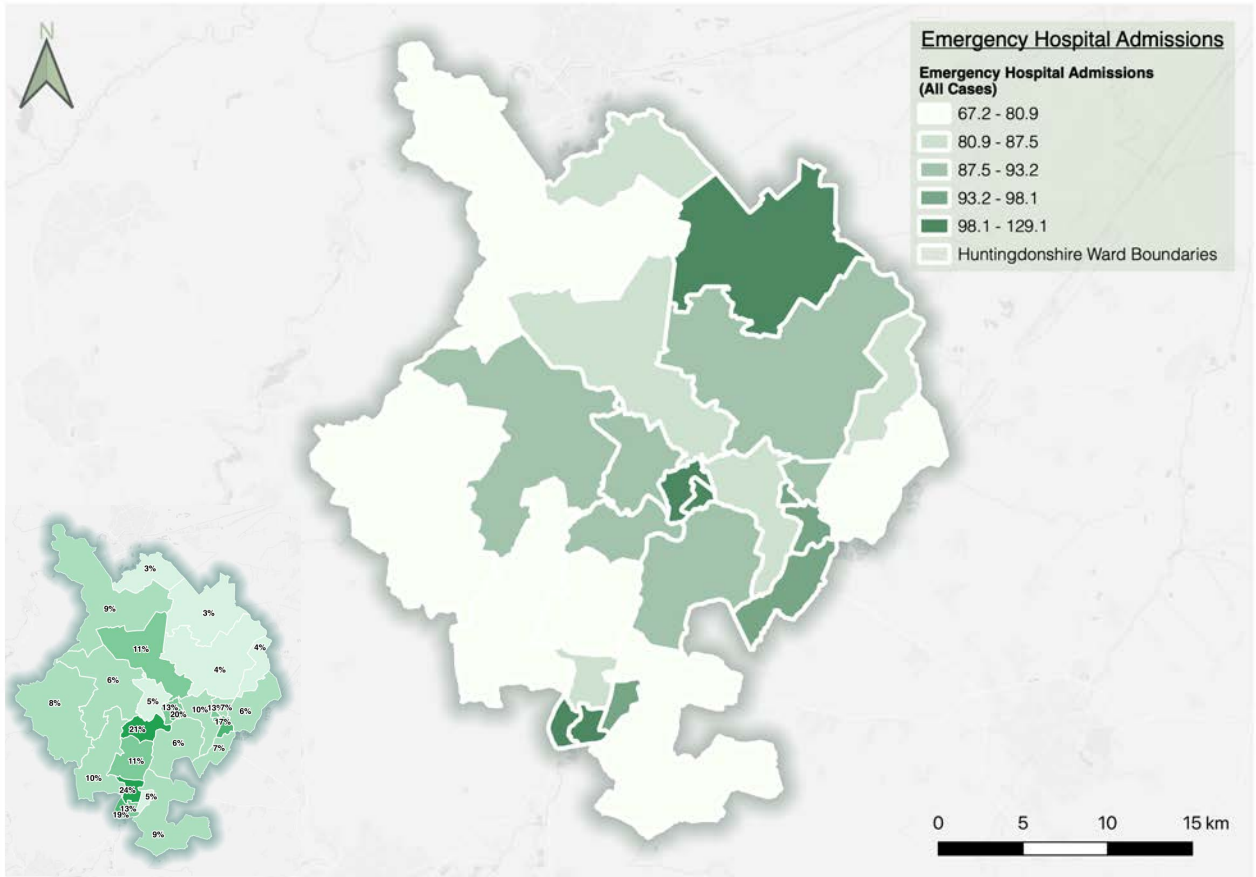 N
Emergency Hospital Admissions
Emergency Hospital Admissions
(All Cases)
67.2 - 80.9
80.9 - 87.5
87.5 - 93.2
93.2 - 98.1
98.1 - 129.1
Huntingdonshire Ward Boundaries
3%
9%
3%
11%
4%
4%
6%
8%
5%
13%
20%
10%
13%
7%
6%
17%
21%
6%
7%
11%
10%
24%
5%
13%
19%
9%
0 5 10 15 km